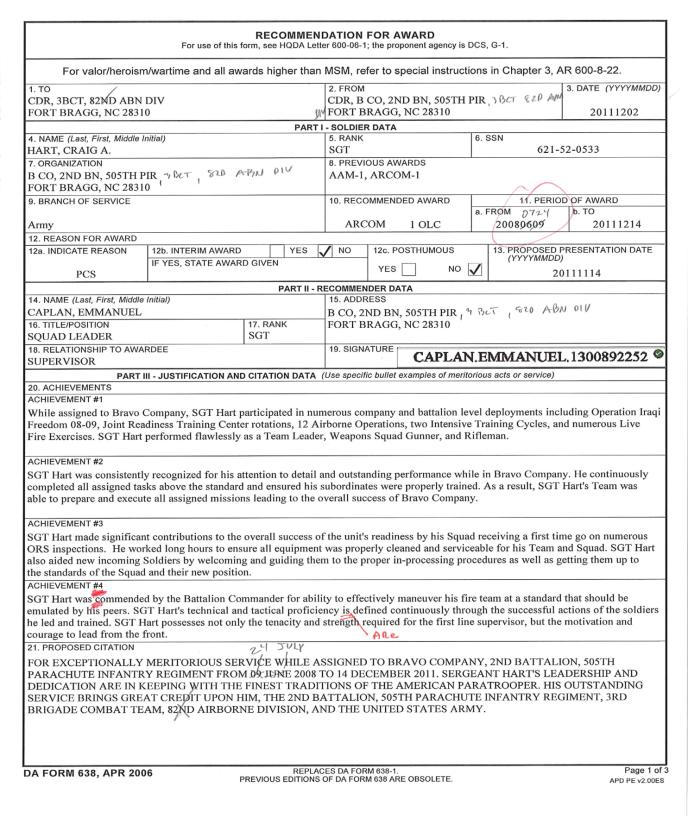 RECOMMENDATION FOR AWARD
For use of this form, see HQDA Letter 600-06-1; the proponent agency is DCS, G-1.
For valor/heroism/wartime and all awards higher than MSM, refer to special instructions in Chapter 3, AR 600-8-22.
1. TO
CDR, 3BCT, 82ND ABN DIV
FORT BRAGG, NC 28310
2. FROM
CDR, B CO, 2ND BN, 505TH PIR , 3 BCT 82D ABN
DIV FORT BRAGG, NC 28310
3. DATE (YYYYMMDD)
20111202
PART I - SOLDIER DATA
4. NAME (Last, First, Middle Initial)
HART, CRAIG A.
5. RANK
SGT
6. SSN
621-52-0533
7. ORGANIZATION
B CO, 2ND BN, 505TH PIR , 3 BCT , 82D ABN DIV
FORT BRAGG, NC 28310
8. PREVIOUS AWARDS
AAM-1, ARCOM-1
9. BRANCH OF SERVICE
Army
10. RECOMMENDED AWARD
ARCOM 1 OLC
11. PERIOD OF AWARD
a. FROM 0724
20080609
b. TO
20111214
12. REASON FOR AWARD
12a. INDICATE REASON
PCS
12b. INTERIM AWARD YES NO
IF YES, STATE AWARD GIVEN
12c. POSTHUMOUS
YES NO
13. PROPOSED PRESENTATION DATE
(YYYYMMDD)
20111114
PART II - RECOMMENDER DATA
14. NAME (Last, First, Middle Initial)
CAPLAN, EMMANUEL
15. ADDRESS
B CO, 2ND BN, 505TH PIR , 3 BCT , 82D ABN DIV
FORT BRAGG, NC 28310
16. TITLE/POSITION
SQUAD LEADER
17. RANK
SGT
18. RELATIONSHIP TO AWARDEE
SUPERVISOR
19. SIGNATURE
CAPLAN.EMMANUEL.1300892252
PART III - JUSTIFICATION AND CITATION DATA (Use specific bullet examples of meritorious acts or service)
20. ACHIEVEMENTS
ACHIEVEMENT #1
While assigned to Bravo Company, SGT Hart participated in numerous company and battalion level deployments including Operation Iraqi
Freedom 08-09, Joint Readiness Training Center rotations, 12 Airborne Operations, two Intensive Training Cycles, and numerous Live
Fire Exercises. SGT Hart performed flawlessly as a Team Leader, Weapons Squad Gunner, and Rifleman.
ACHIEVEMENT #2
SGT Hart was consistently recognized for his attention to detail and outstanding performance while in Bravo Company. He continuously
completed all assigned tasks above the standard and ensured his subordinates were properly trained. As a result, SGT Hart's Team was
able to prepare and execute all assigned missions leading to the overall success of Bravo Company.
ACHIEVEMENT #3
SGT Hart made significant contributions to the overall success of the unit's readiness by his Squad receiving a first time go on numerous
ORS inspections. He worked long hours to ensure all equipment was properly cleaned and serviceable for his Team and Squad. SGT Hart
also aided new incoming Soldiers by welcoming and guiding them to the proper in-processing procedures as well as getting them up to
the standards of the Squad and their new position.
ACHIEVEMENT #4
SGT Hart was commended by the Battalion Commander for ability to effectively maneuver his fire team at a standard that should be
emulated by his peers. SGT Hart's technical and tactical proficiency is defined continuously through the successful actions of the soldiers
he led and trained. SGT Hart possesses not only the tenacity and strength required for the first line supervisor, but the motivation and
courage to lead from the front.
Are
21. PROPOSED CITATION
24 JULY
FOR EXCEPTIONALLY MERITORIOUS SERVICE WHILE ASSIGNED TO BRAVO COMPANY, 2ND BATTALION, 505TH
PARACHUTE INFANTRY REGIMENT FROM 09 JUNE 2008 TO 14 DECEMBER 2011. SERGEANT HART'S LEADERSHIP AND
DEDICATION ARE IN KEEPING WITH THE FINEST TRADITIONS OF THE AMERICAN PARATROOPER. HIS OUTSTANDING
SERVICE BRINGS GREAT CREDIT UPON HIM, THE 2ND BATTALION, 505TH PARACHUTE INFANTRY REGIMENT, 3RD
BRIGADE COMBAT TEAM, 82ND AIRBORNE DIVISION, AND THE UNITED STATES ARMY.
DA FORM 638, APR 2006
REPLACES DA FORM 638-1.
PREVIOUS EDITIONS OF DA FORM 638 ARE OBSOLETE.
Page 1 of 3
APD PE v2.00ES